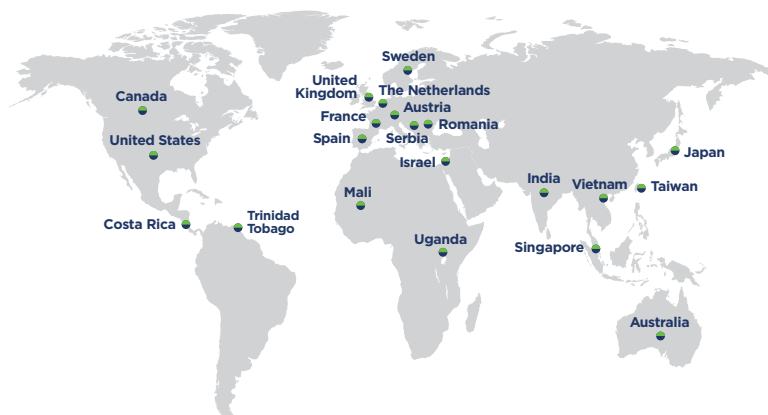 Sweden
United
Kingdom
The Netherlands
Canada
Austria
France
Romania
United States
Spain
Serbia
Japan
Israel
India
Vietnam
Taiwan
Mali
Trinidad
Tobago
Costa Rica
Uganda
Singapore
Australia